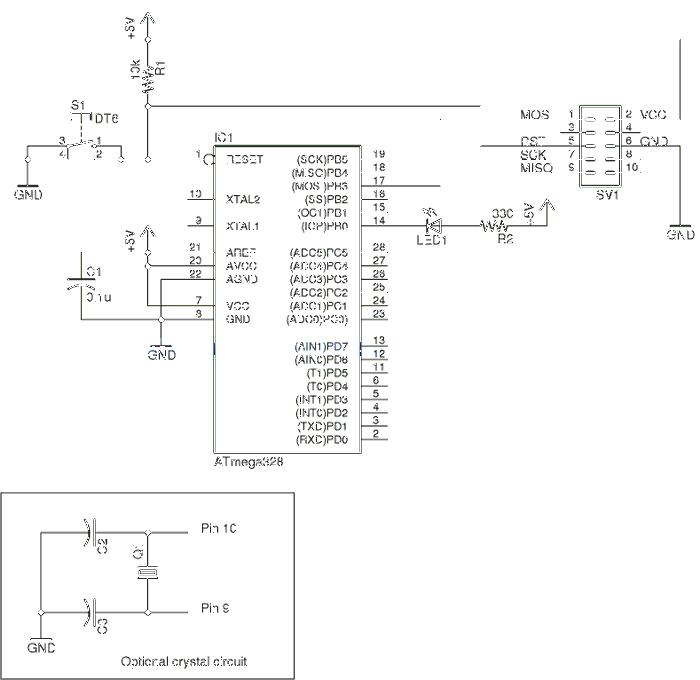 +5V
10k
R1
S1
DT6
3
1
4
2
GND
IC1
1
RESET
(SCK)PB5
19
(MISO)PB4
18
(MOSI)PB3
17
10
XTAL2
(SS)PB2
16
(OC1)PB1
15
9
XTAL1
(ICP)PB0
14
LED1
330
R2
+5V
MOSI
1
2
VCC
3
4
RST
5
6
GND
SCK
7
8
MISO
9
10
SV1
GND
+5V
21
AREF
(ADC5)PC5
28
20
AVCC
(ADC4)PC4
27
22
AGND
(ADC3)PC3
26
(ADC2)PC2
25
7
VCC
(ADC1)PC1
24
8
GND
(ADC0)PC0
23
C1
0.1u
GND
(AIN1)PD7
13
(AIN0)PD6
12
(T1)PD5
11
(T0)PD4
6
(INT1)PD3
5
(INT0)PD2
4
(TXD)PD1
3
(RXD)PD0
2
ATmega328
C2
Q1
Pin 10
C3
Pin 9
GND
Optional crystal circuit